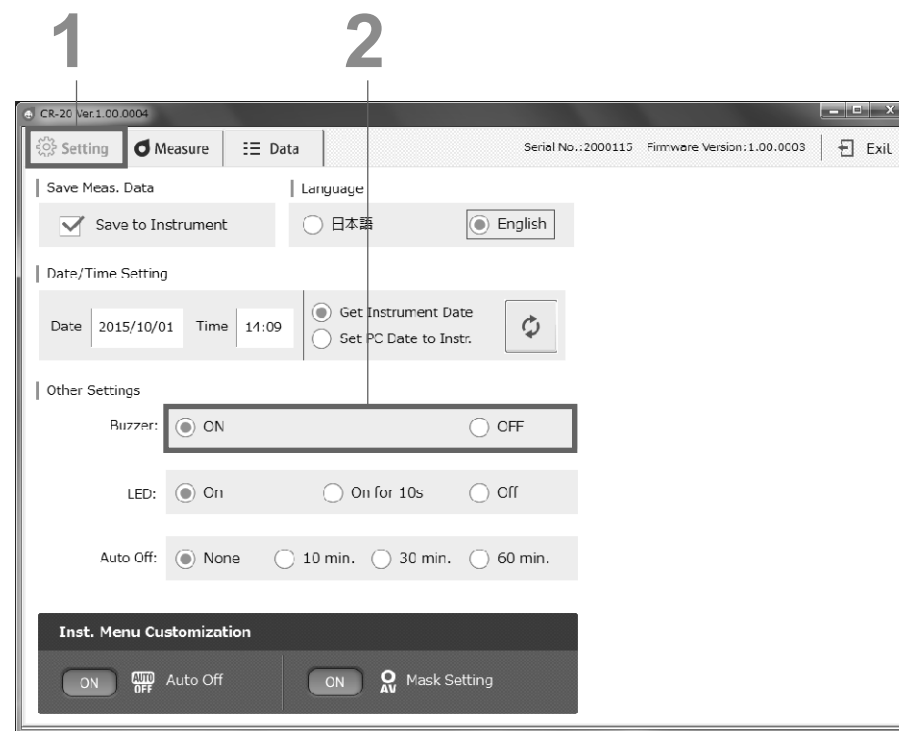 1 2
CR-20 Ver.1.00.0004
Setting Measure Data Serial No.:2000115 Firmware Version:1.00.0003 Exit
Save Meas. Data Language
Save to Instrument 日本語 English
Date/Time Setting
Date 2015/10/01 Time 14:09 Get Instrument Date
Set PC Date to Instr.
Other Settings
Buzzer: ON OFF
LED: On On for 10s Off
Auto Off: None 10 min. 30 min. 60 min.
Inst. Menu Customization
ON AUTO OFF Auto Off ON AV Mask Setting